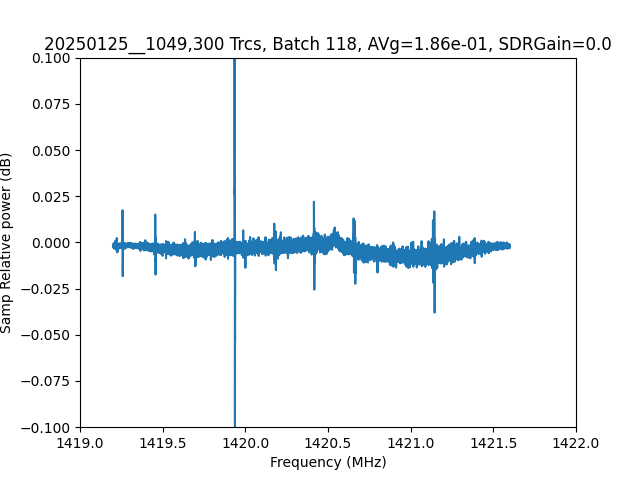 20250125__1049,300 Trcs, Batch 118, AVg=1.86e-01, SDRGain=0.0
0.100
0.075
0.050
0.025
0.000
−0.025
−0.050
−0.075
−0.100
Samp Relative power (dB)
1419.0 1419.5 1420.0 1420.5 1421.0 1421.5 1422.0
Frequency (MHz)